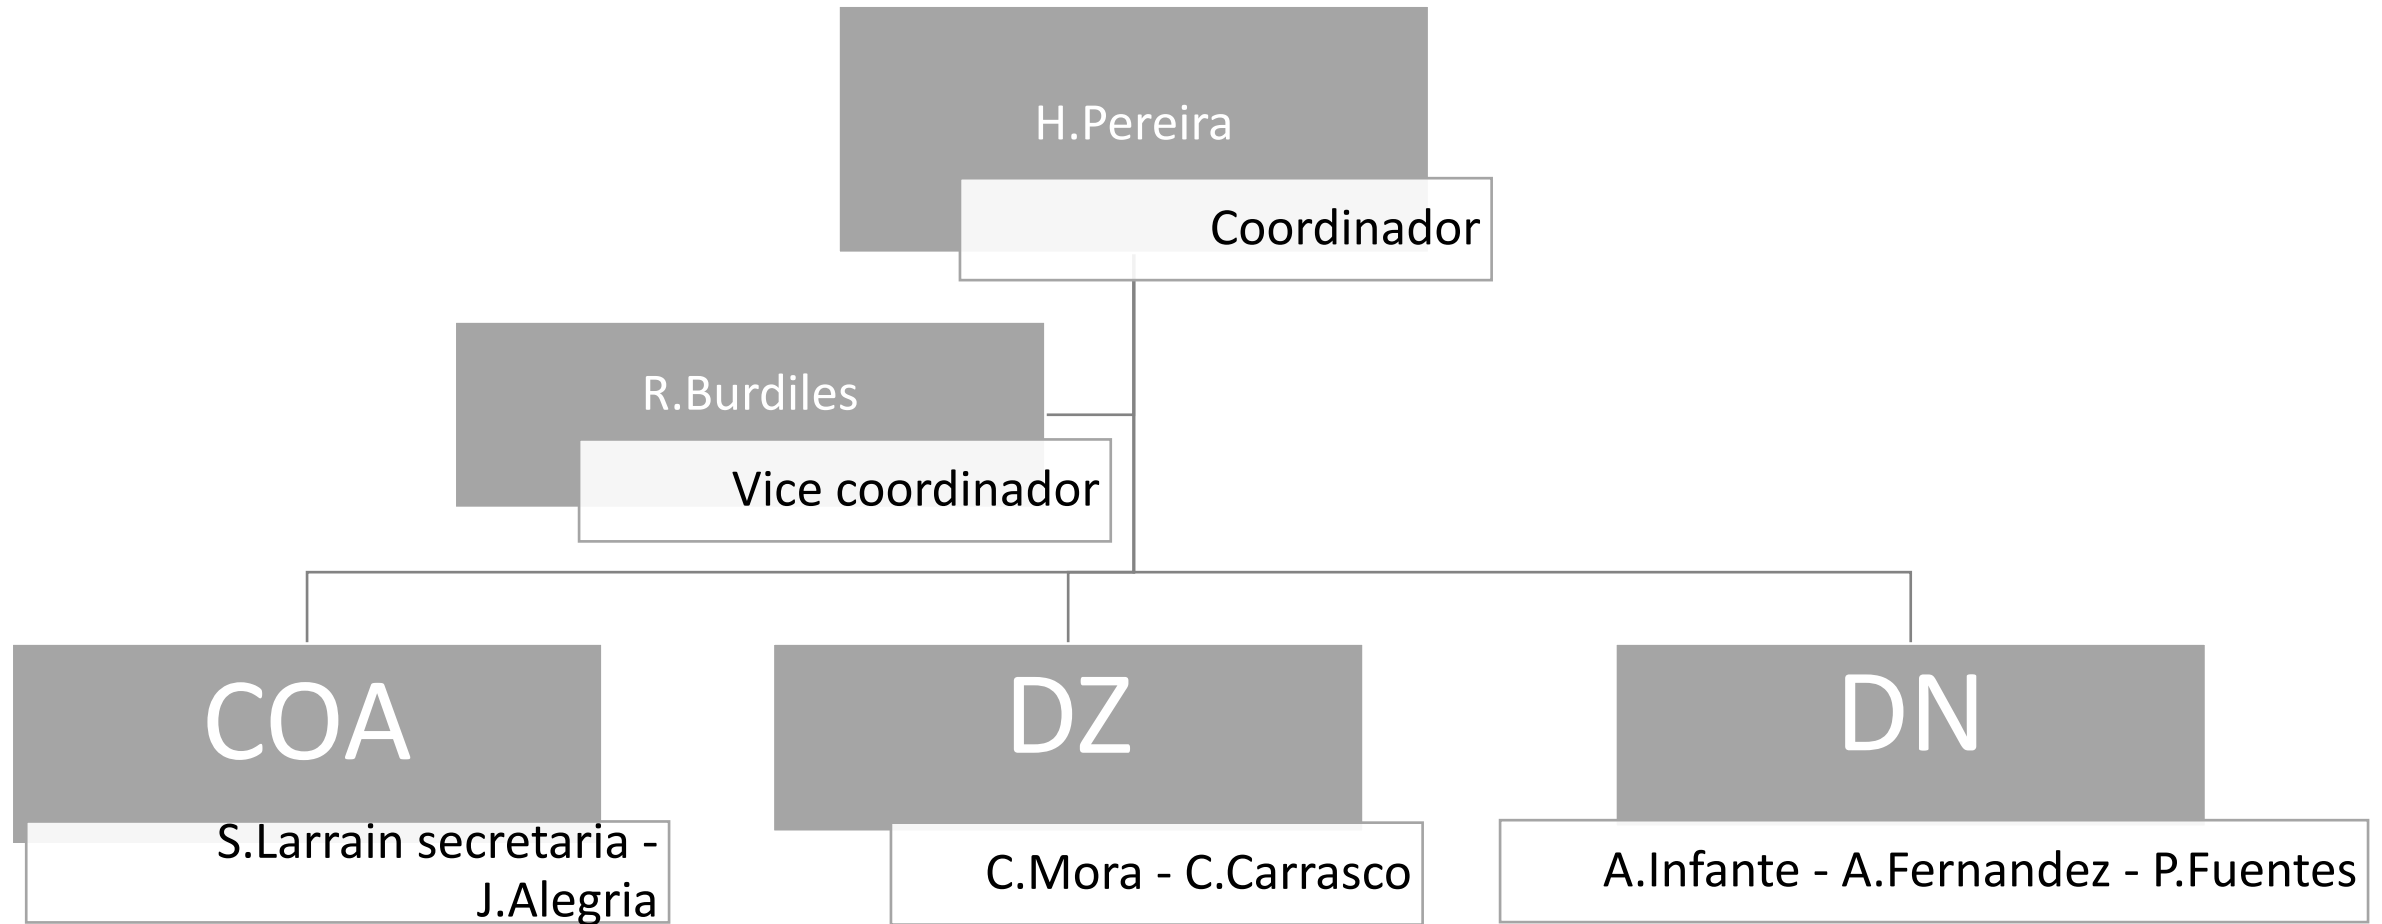 H.Pereira
Coordinador
R.Burdiles
Vice coordinador
COA
S.Larrain secretaria -
J.Alegria
DZ
C.Mora - C.Carrasco
DN
A.Infante - A.Fernandez - P.Fuentes